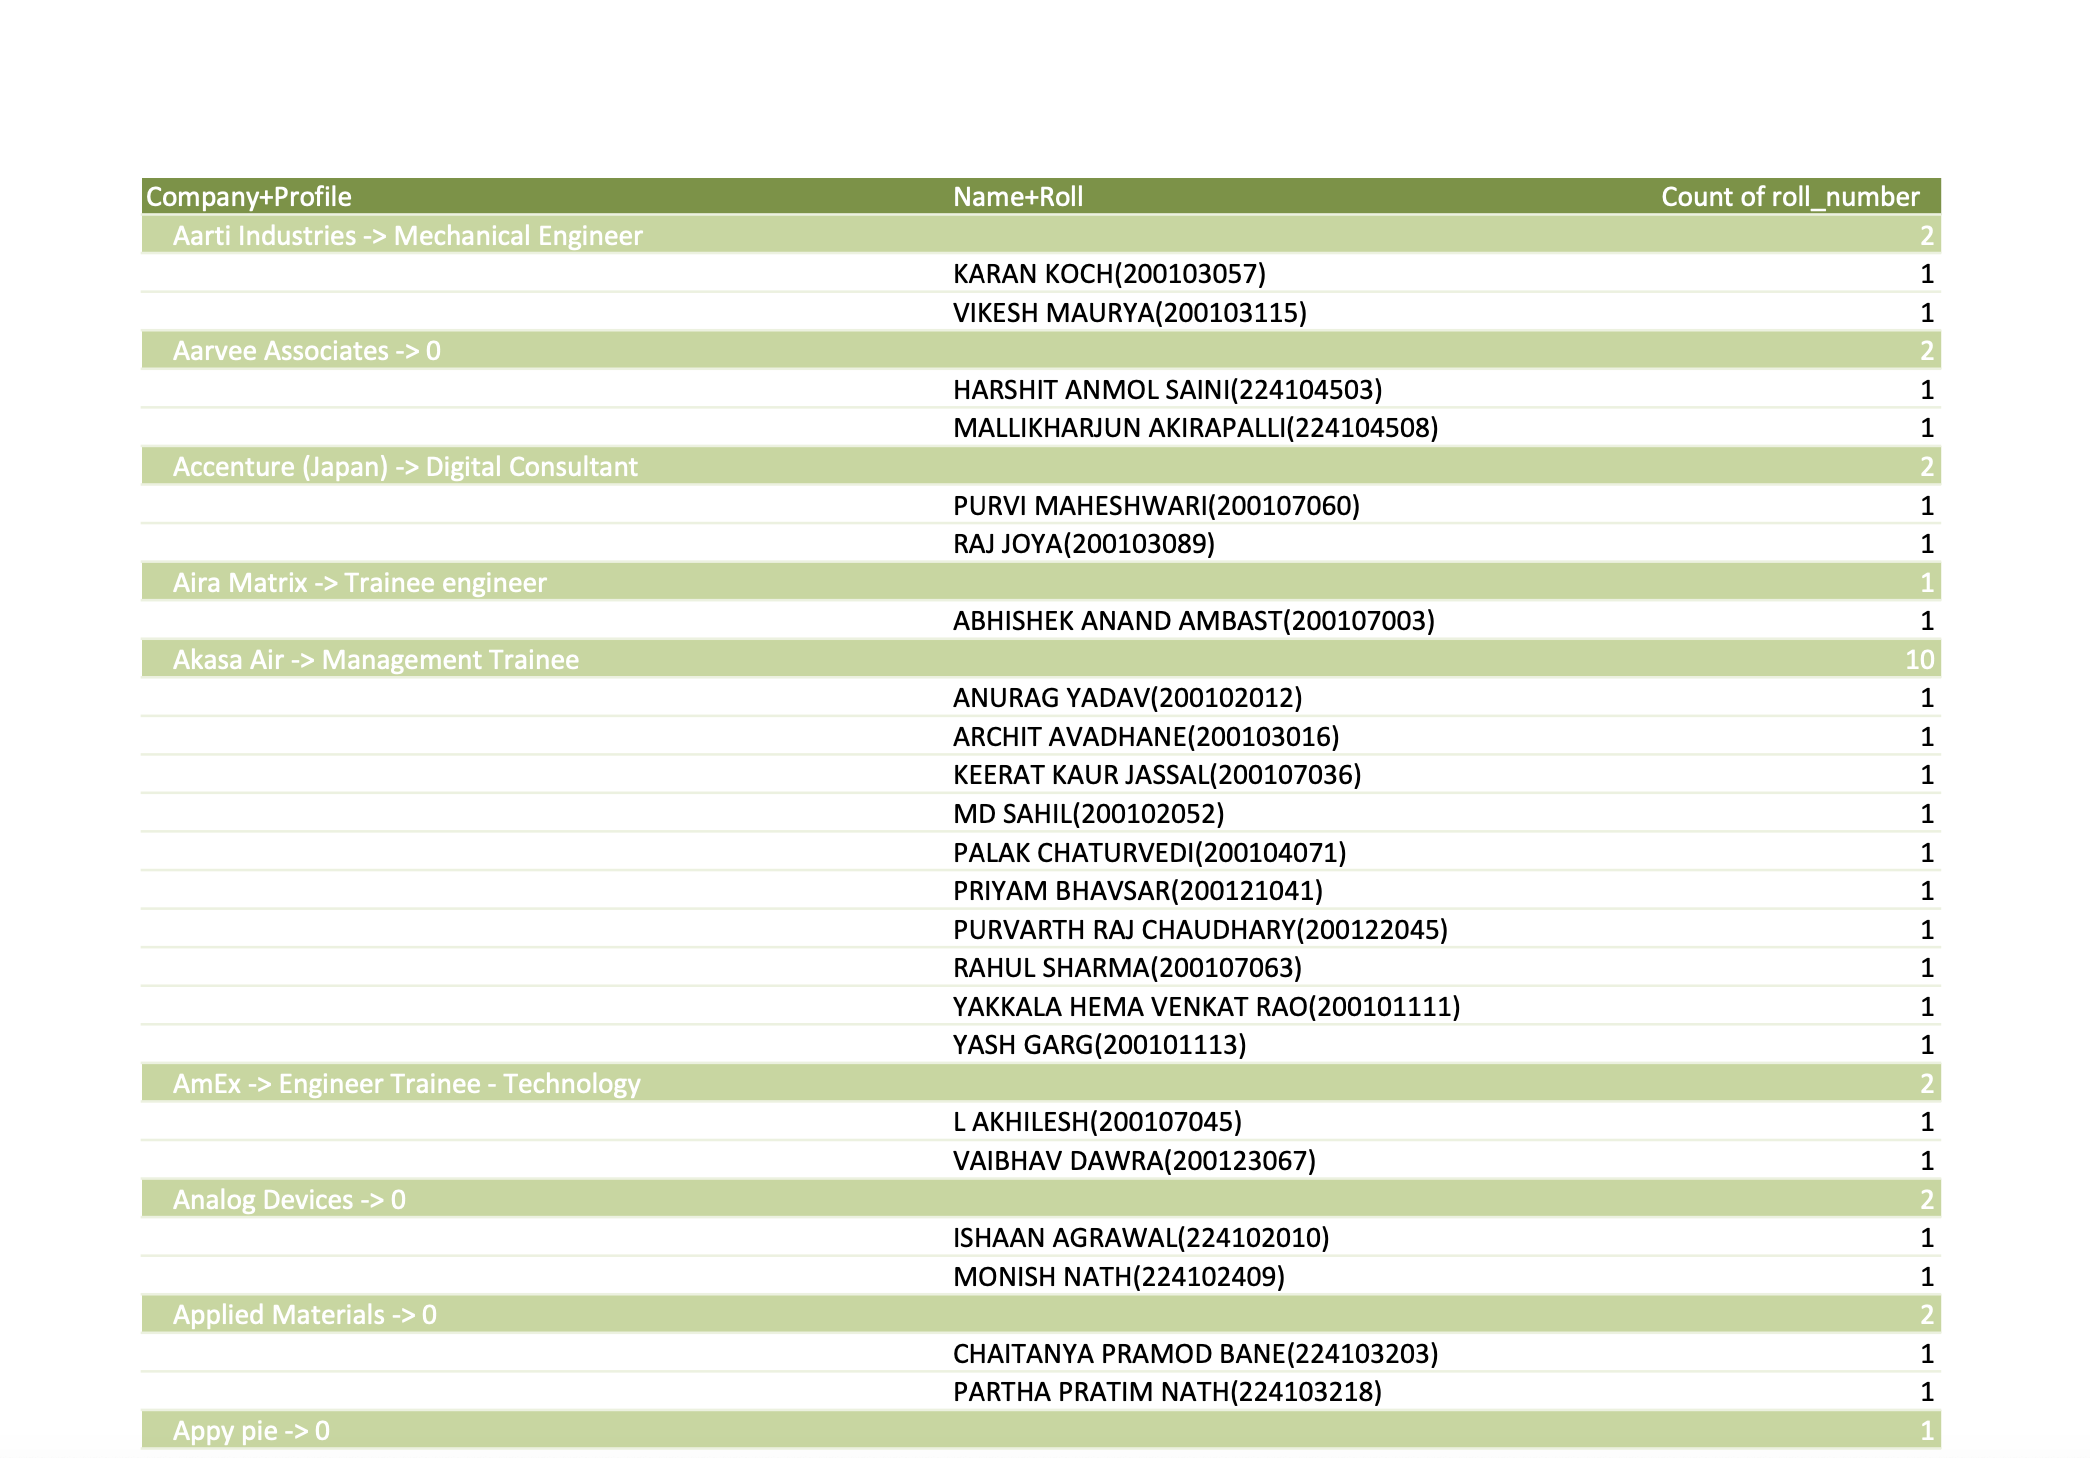 Company+Profile Name+Roll Count of roll_number
Aarti Industries -> Mechanical Engineer 2
KARAN KOCH(200103057) 1
VIKESH MAURYA(200103115) 1
Aarvee Associates -> 0 2
HARSHIT ANMOL SAINI(224104503) 1
MALLIKHARJUN AKIRAPALLI(224104508) 1
Accenture (Japan) -> Digital Consultant 2
PURVI MAHESHWARI(200107060) 1
RAJ JOYA(200103089) 1
Aira Matrix -> Trainee engineer 1
ABHISHEK ANAND AMBAST(200107003) 1
Akasa Air -> Management Trainee 10
ANURAG YADAV(200102012) 1
ARCHIT AVADHANE(200103016) 1
KEERAT KAUR JASSAL(200107036) 1
MD SAHIL(200102052) 1
PALAK CHATURVEDI(200104071) 1
PRIYAM BHAVSAR(200121041) 1
PURVARTH RAJ CHAUDHARY(200122045) 1
RAHUL SHARMA(200107063) 1
YAKKALA HEMA VENKAT RAO(200101111) 1
YASH GARG(200101113) 1
AmEx -> Engineer Trainee - Technology 2
L AKHILESH(200107045) 1
VAIBHAV DAWRA(200123067) 1
Analog Devices -> 0 2
ISHAAN AGRAWAL(224102010) 1
MONISH NATH(224102409) 1
Applied Materials -> 0 2
CHAITANYA PRAMOD BANE(224103203) 1
PARTHA PRATIM NATH(224103218) 1
Appy pie -> 0 1